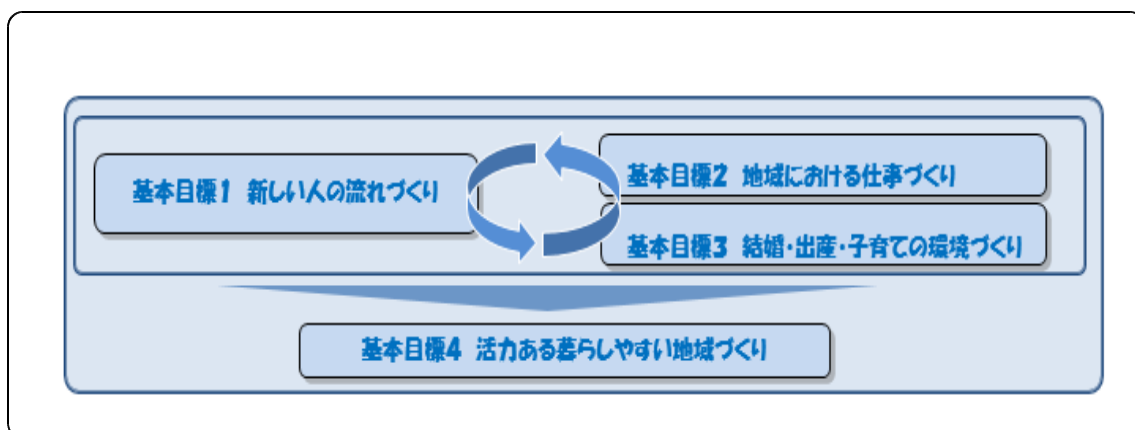 基本目標1 新しい人の流れづくり
基本目標2 地域における仕事づくり
基本目標3 結婚・出産・子育ての環境づくり
基本目標4 活力ある暮らしやすい地域づくり